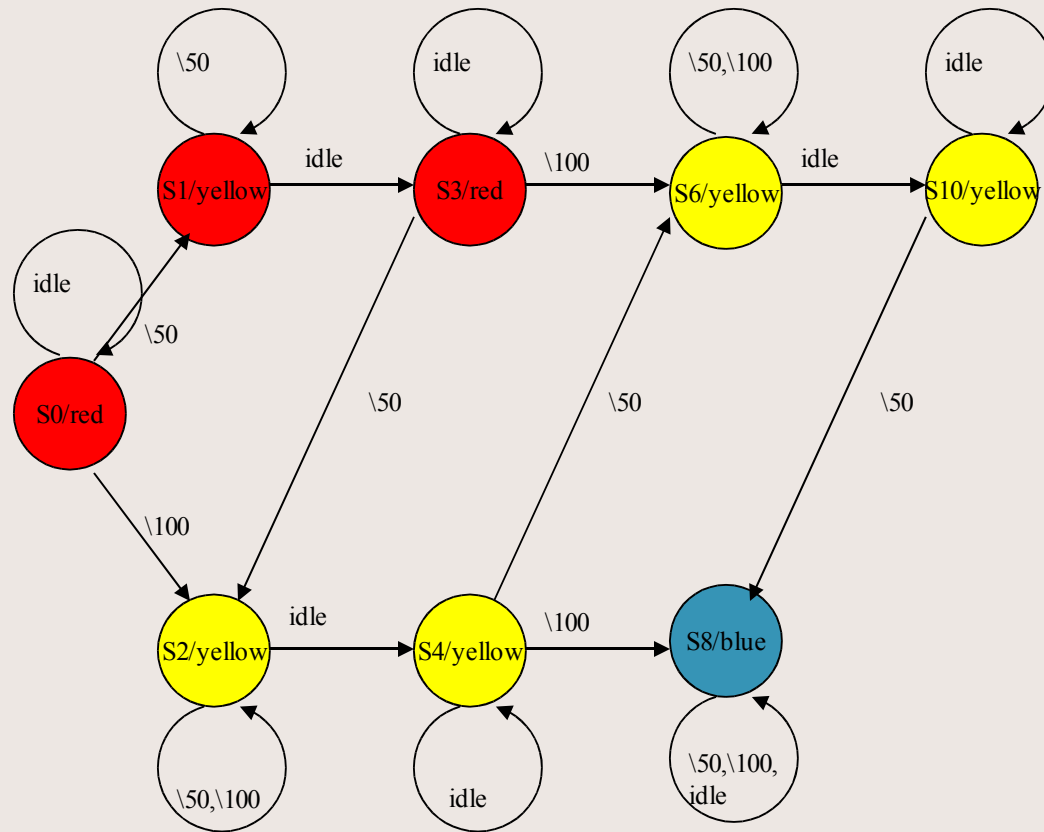 \50
idle
\50,\100
idle
S1/yellow
idle
S3/red
\100
S6/yellow
idle
S10/yellow
idle
\50
S0/red
\50
\50
\50
\100
S2/yellow
idle
S4/yellow
\100
S8/blue
\50,\100
idle
\50,\100,
idle